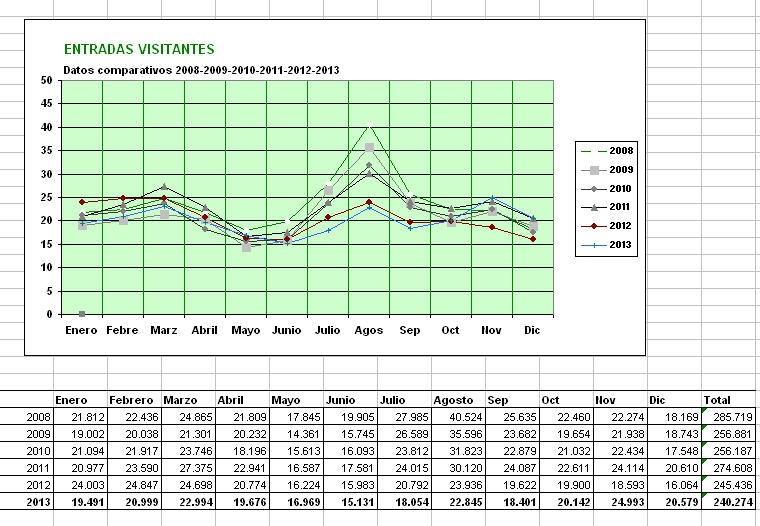 ENTRADAS VISITANTES
Datos comparativos 2008-2009-2010-2011-2012-2013
50
45
40
35
30
25
20
15
10
5
0
Enero Febre Marz Abril Mayo Junio Julio Agos Sep Oct Nov Dic
2008
2009
2010
2011
2012
2013
Enero Febrero Marzo Abril Mayo Junio Julio Agosto Sep Oct Nov Dic Total
2008 21.812 22.436 24.865 21.809 17.845 19.905 27.985 40.524 25.635 22.460 22.274 18.169 285.719
2009 19.002 20.038 21.301 20.232 14.361 15.745 26.589 35.596 23.682 19.654 21.938 18.743 256.881
2010 21.094 21.917 23.746 18.196 15.613 16.093 23.812 31.823 22.879 21.032 22.434 17.548 256.187
2011 20.977 23.590 27.375 22.941 16.587 17.581 24.015 30.120 24.087 22.611 24.114 20.610 274.608
2012 24.003 24.847 24.698 20.774 16.224 15.983 20.792 23.936 19.622 19.900 18.593 16.064 245.436
2013 19.491 20.999 22.994 19.676 16.969 15.131 18.054 22.845 18.401 20.142 24.993 20.579 240.274